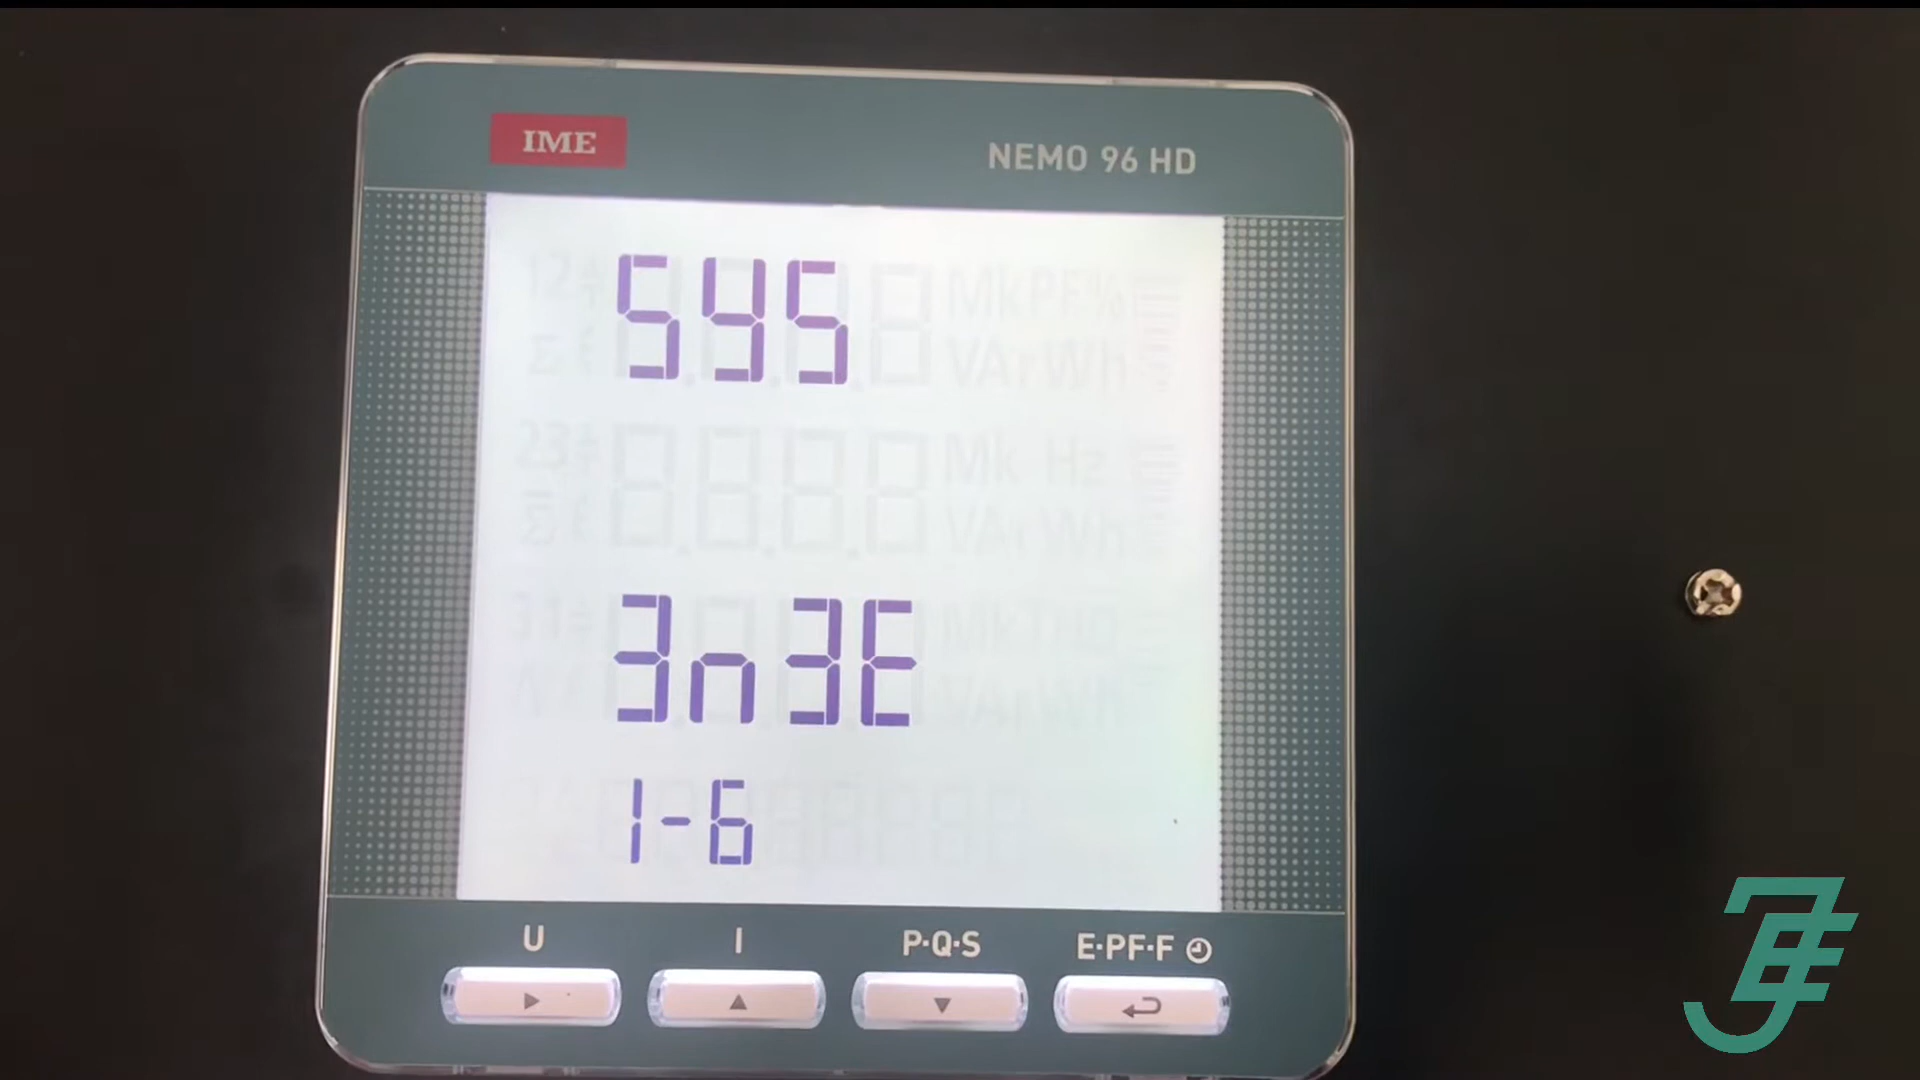 IME
NEMO 96 HD
SYS
3n3E
1-6
U I P·Q·S E·PF·F